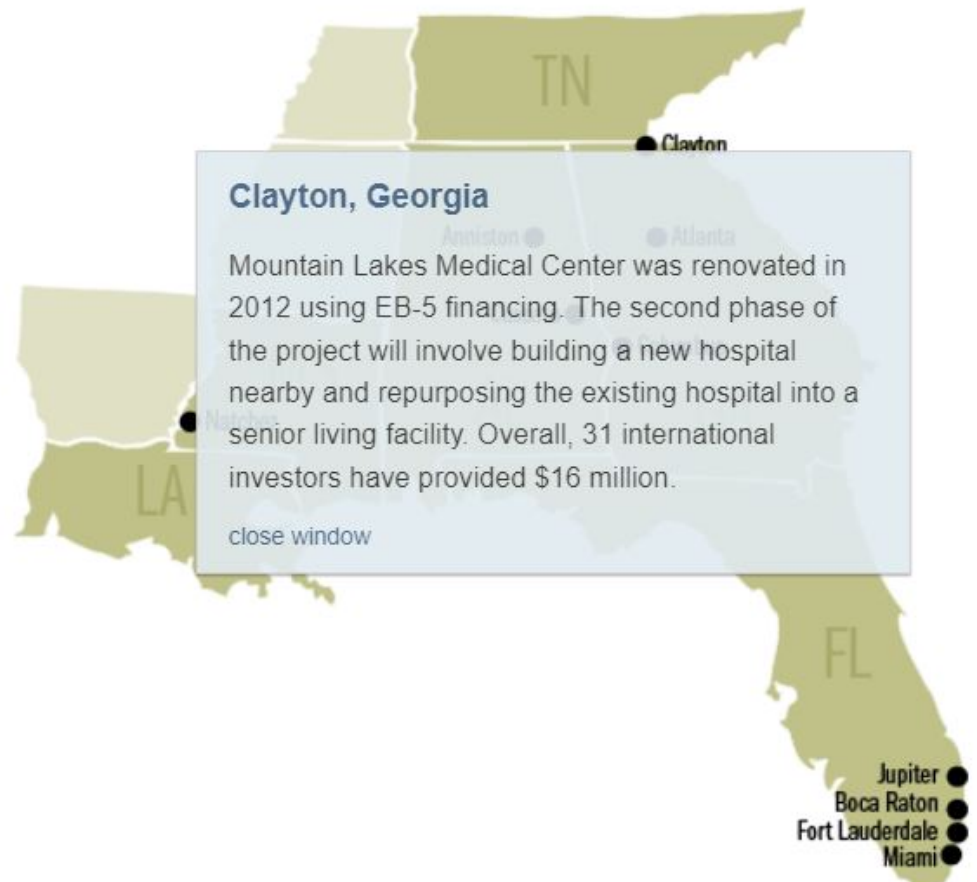 TN
Clayton
Clayton, Georgia
Anniston
Atlanta
Mountain Lakes Medical Center was renovated in
2012 using EB-5 financing. The second phase of
the project will involve building a new hospital
nearby and repurposing the existing hospital into a
Natchez
senior living facility. Overall, 31 international
investors have provided $16 million.
LA
close window
FL
Jupiter
Boca Raton
Fort Lauderdale
Miami